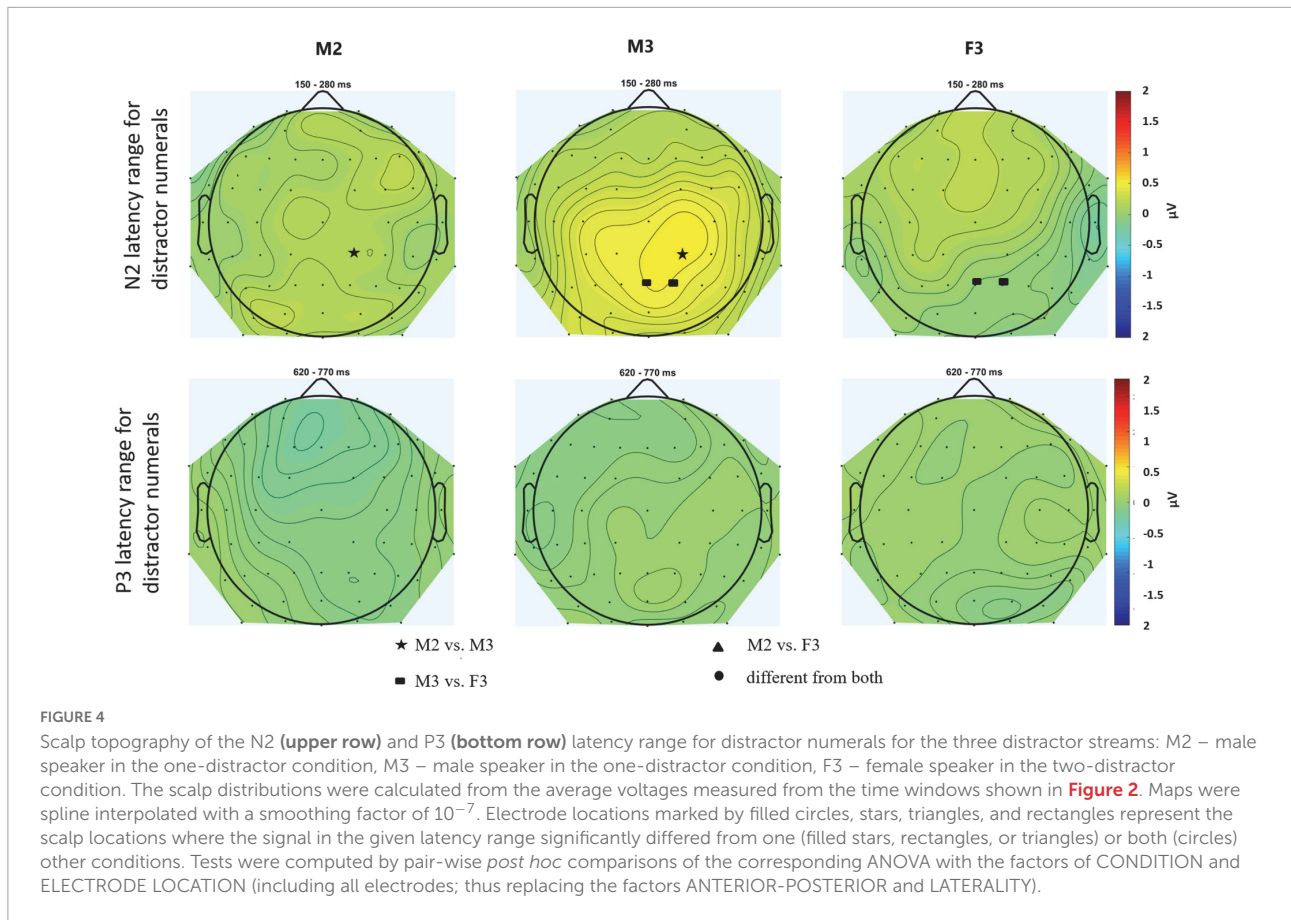 M2 M3 F3
150 - 280 ms 150 - 280 ms 150 - 280 ms
N2 latency range for
distractor numerals
2
1.5
1
0.5
0
-0.5
-1
-1.5
2
µV
620 - 770 ms 620 - 770 ms 620 - 770 ms
P3 latency range for
distractor numerals
2
1.5
1
0.5
0
-0.5
-1
-1.5
2
µV
★ M2 vs. M3 ▲ M2 vs. F3
■ M3 vs. F3 ● different from both
FIGURE 4
Scalp topography of the N2 (upper row) and P3 (bottom row) latency range for distractor numerals for the three distractor streams: M2 – male
speaker in the one-distractor condition, M3 – male speaker in the one-distractor condition, F3 – female speaker in the two-distractor
condition. The scalp distributions were calculated from the average voltages measured from the time windows shown in Figure 2. Maps were
spline interpolated with a smoothing factor of 10⁻⁷. Electrode locations marked by filled circles, stars, triangles, and rectangles represent the
scalp locations where the signal in the given latency range significantly differed from one (filled stars, rectangles, or triangles) or both (circles)
other conditions. Tests were computed by pair-wise post hoc comparisons of the corresponding ANOVA with the factors of CONDITION and
ELECTRODE LOCATION (including all electrodes; thus replacing the factors ANTERIOR-POSTERIOR and LATERALITY).